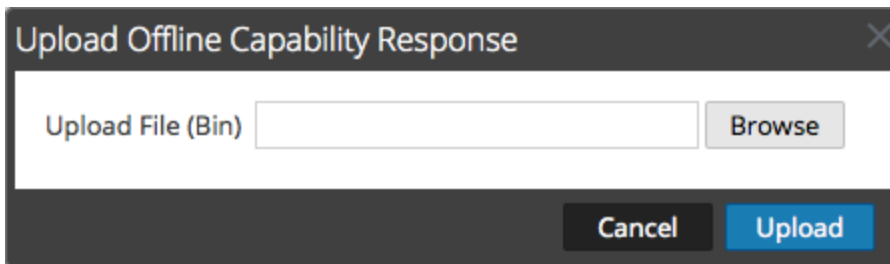 Upload Offline Capability Response
Upload File (Bin) Browse
Cancel Upload